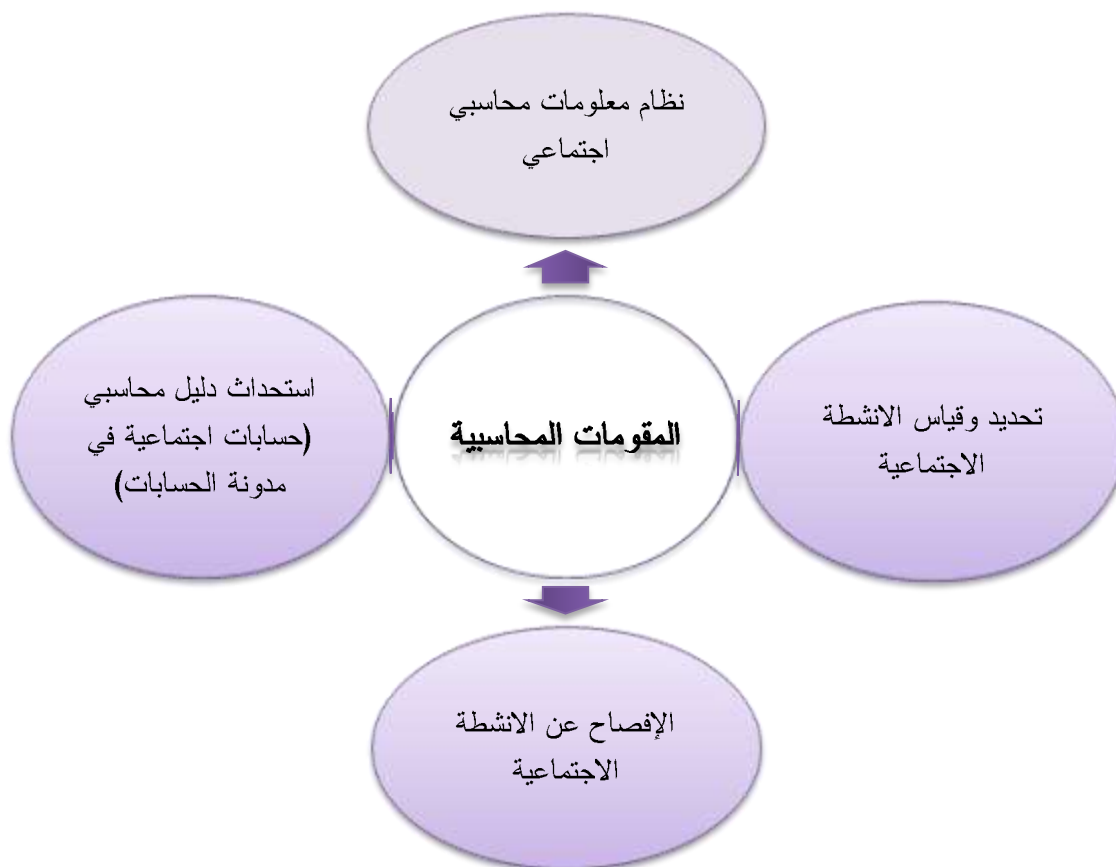 نظام معلومات محاسبي
اجتماعي
تحديد وقياس الانشطة
الاجتماعية
المقومات المحاسبية
استحداث دليل محاسبي
(حسابات اجتماعية في
مدونة الحسابات)
الإفصاح عن الانشطة
الاجتماعية